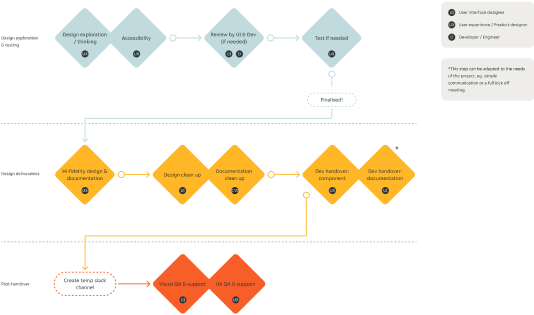 Design exploration
& testing
Design exploration
/ thinking
UX
Accessibility
UX
Review by UI & Dev
(if needed)
UI
D
Test if needed
UX
Finalised!
UI User interface designer
UX User experience / Product designer
D Developer / Engineer
*This step can be adapted to the needs
of the project, eg. simple
communication or a full kick off
meeting.
Design deliverables
Hi-fidelity design &
documentation
UX
Design clean up
UI
Documentation
clean up
Dev handover:
component
Dev handover:
documentation
*
Post handover
Create temp slack
channel
Visual QA & support
UI
UX QA & support
UX